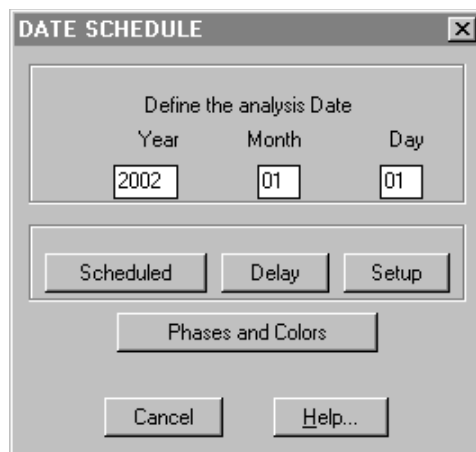 DATE SCHEDULE
Define the analysis Date
Year Month Day
2002 01 01
Scheduled Delay Setup
Phases and Colors
Cancel Help...